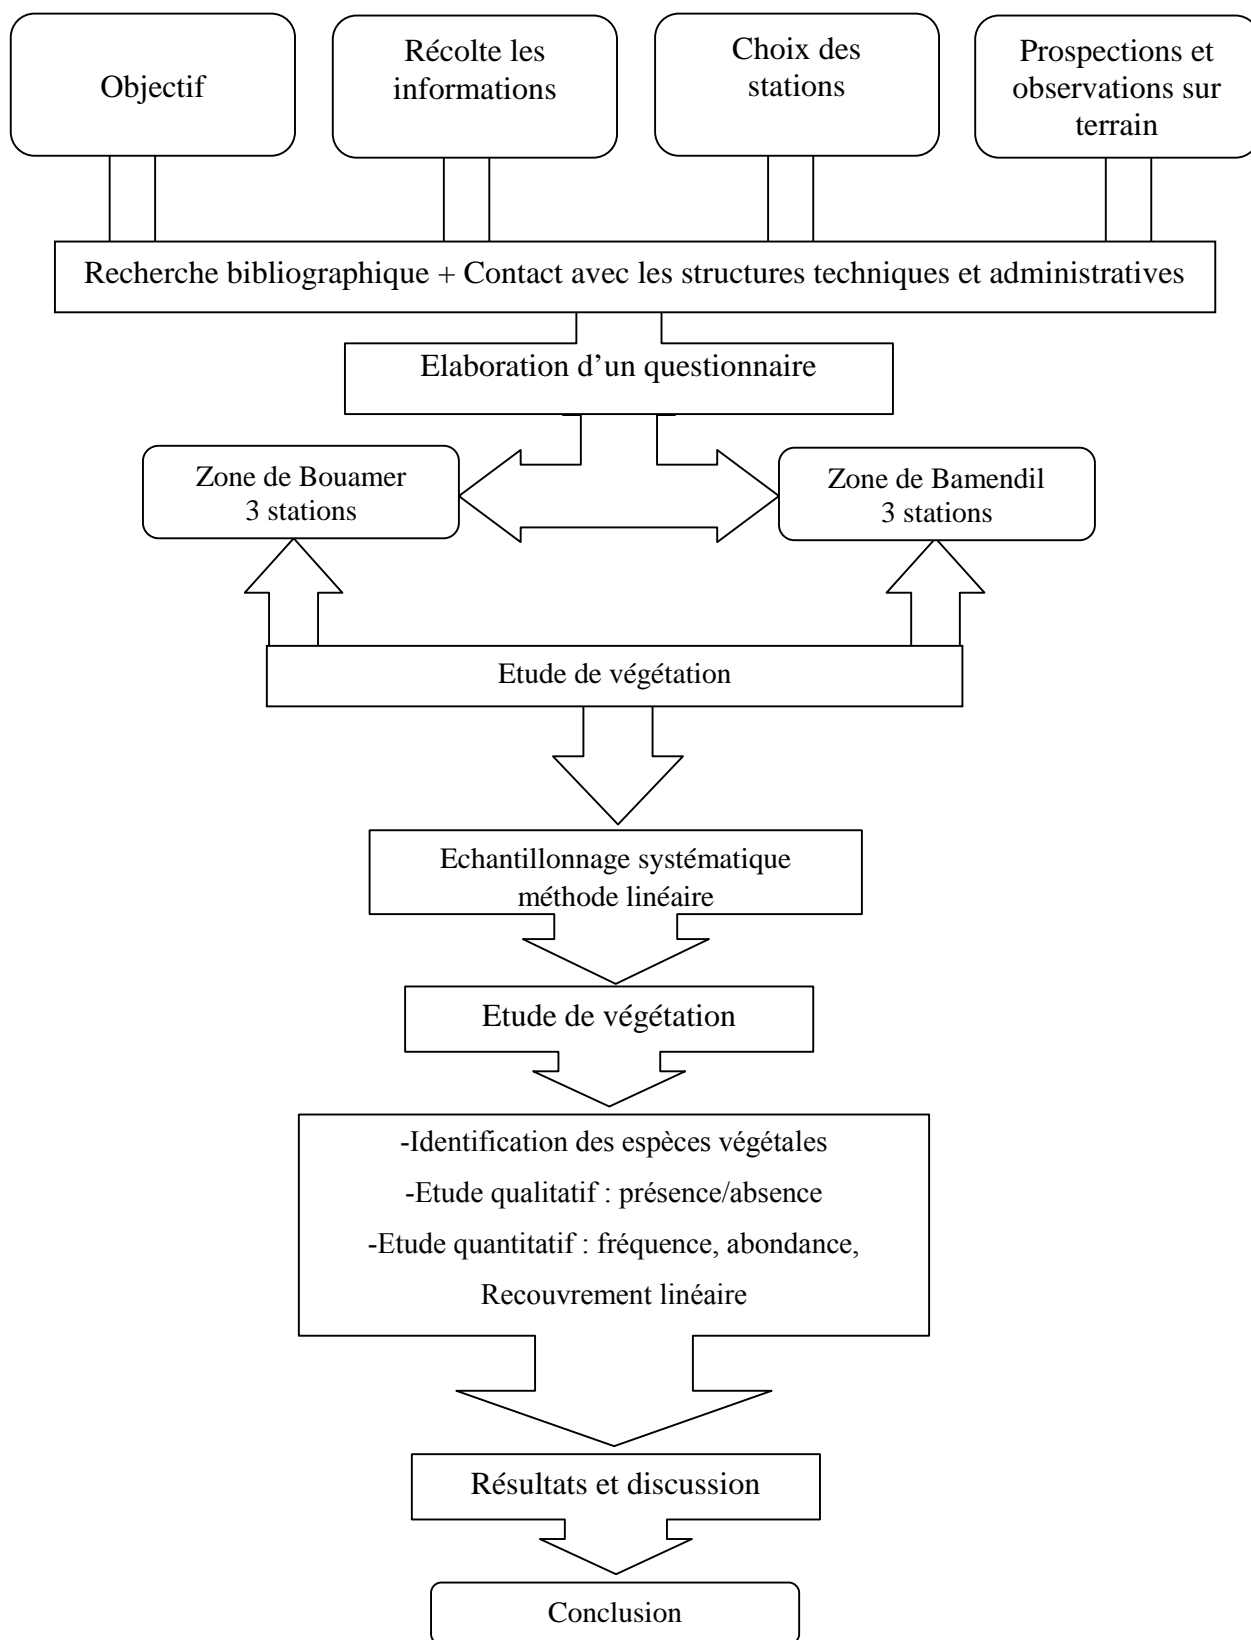 Objectif
Récolte les
informations
Choix des
stations
Prospections et
observations sur
terrain
Recherche bibliographique + Contact avec les structures techniques et administratives
Elaboration d’un questionnaire
Zone de Bouamer
3 stations
Zone de Bamendil
3 stations
Etude de végétation
Echantillonnage systématique
méthode linéaire
Etude de végétation
-Identification des espèces végétales
-Etude qualitatif : présence/absence
-Etude quantitatif : fréquence, abondance,
Recouvrement linéaire
Résultats et discussion
Conclusion